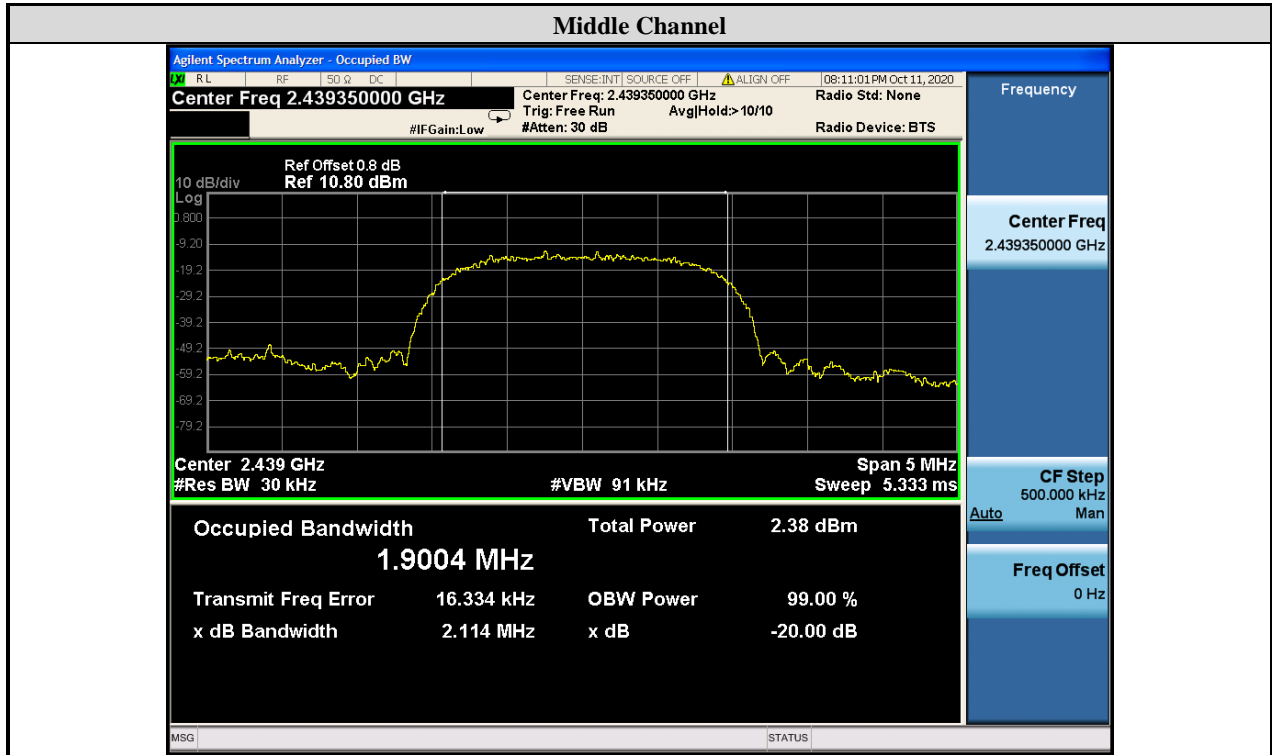 Middle Channel
Agilent Spectrum Analyzer - Occupied BW
LXI RL RF 50 Ω DC SENSE:INT SOURCE OFF ALIGN OFF 08:11:01PM Oct 11, 2020
Center Freq 2.439350000 GHz
Center Freq: 2.439350000 GHz
Radio Std: None
Trig: Free Run Avg|Hold:>10/10
#IFGain:Low
#Atten: 30 dB
Radio Device: BTS
Frequency
Ref Offset 0.8 dB
10 dB/div Ref 10.80 dBm
Log
0.800
-9.20
-19.2
-29.2
-39.2
-49.2
-59.2
-69.2
-79.2
Center 2.439 GHz Span 5 MHz
#Res BW 30 kHz #VBW 91 kHz Sweep 5.333 ms
Center Freq
2.439350000 GHz
CF Step
500.000 kHz
Auto Man
Freq Offset
0 Hz
Occupied Bandwidth Total Power 2.38 dBm
1.9004 MHz
Transmit Freq Error 16.334 kHz OBW Power 99.00 %
x dB Bandwidth 2.114 MHz x dB -20.00 dB
MSG STATUS